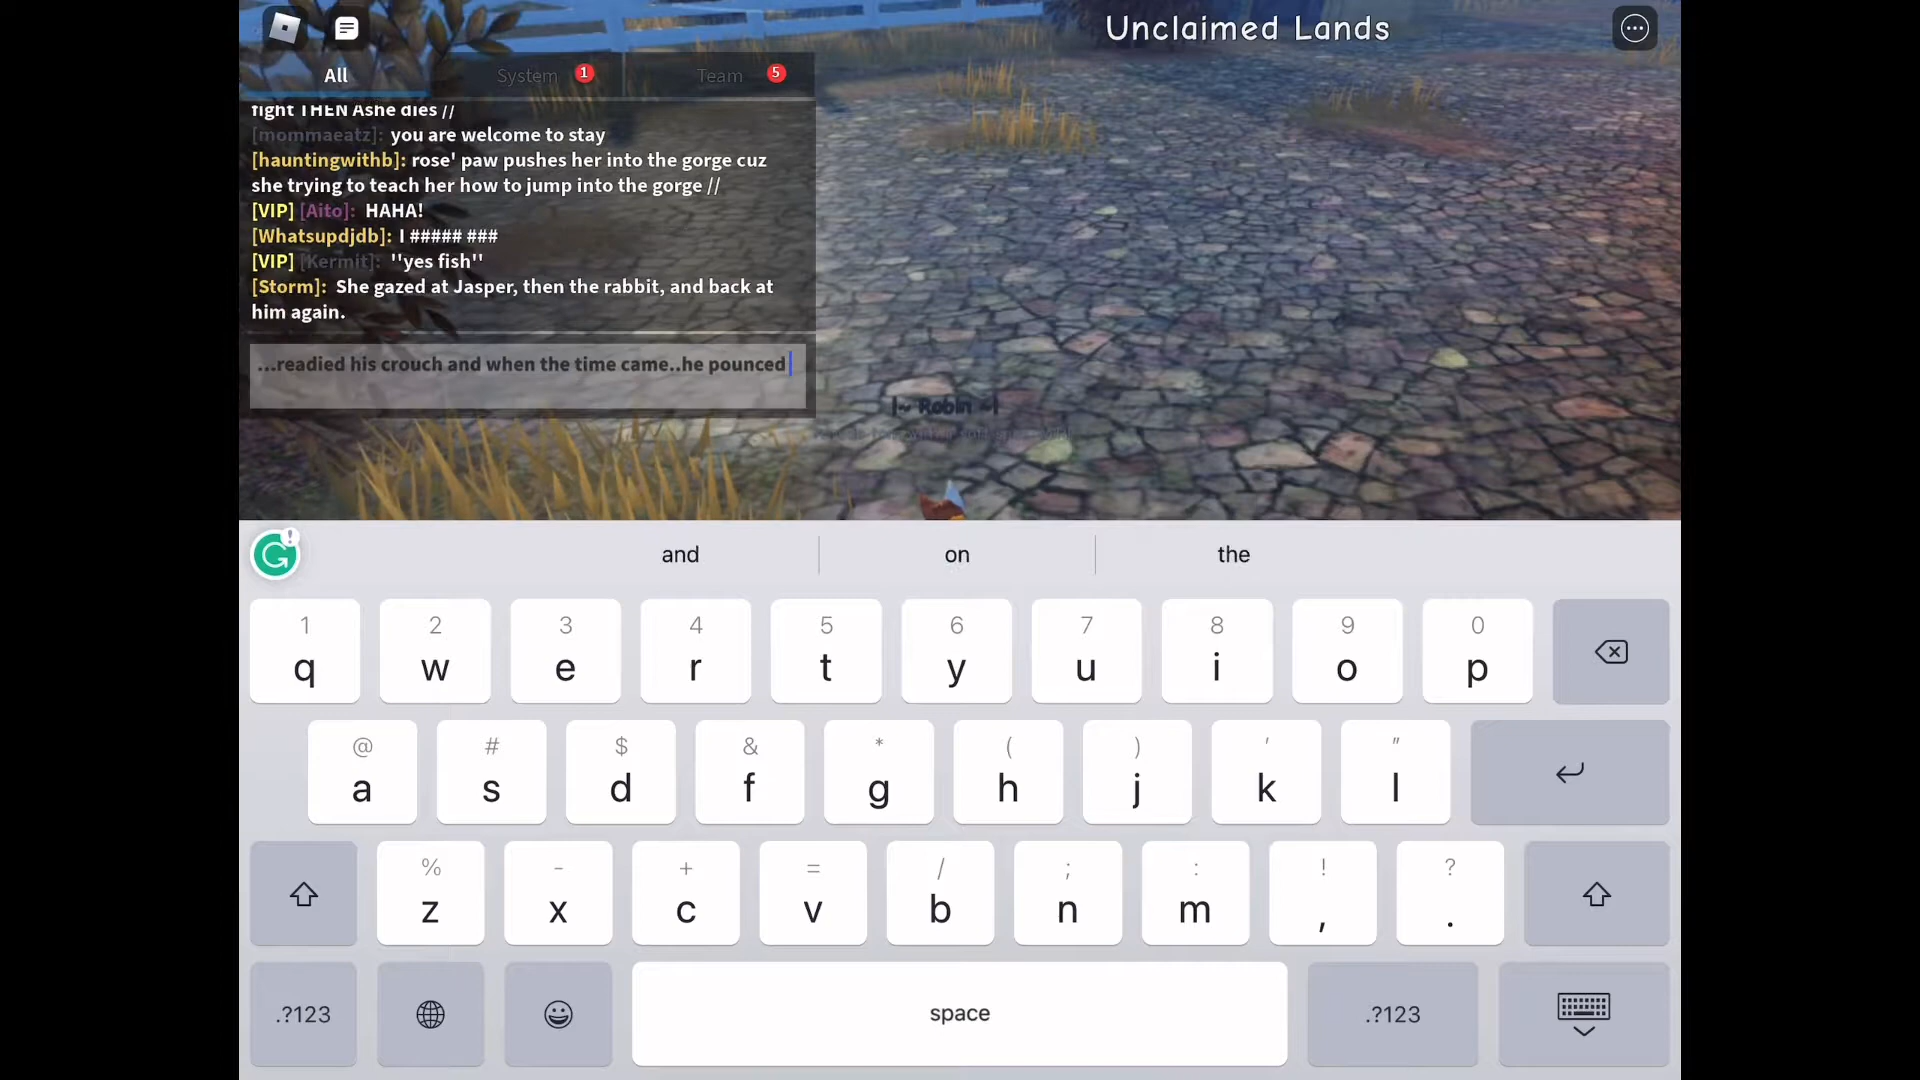 Unclaimed Lands
All
System 1
Team 5
fight THEN Ashe dies //
[mommaeatz]: you are welcome to stay
[hauntingwithb]: rose' paw pushes her into the gorge cuz
she trying to teach her how to jump into the gorge //
[VIP] [Aito]: HAHA!
[Whatsupdjdb]: I ##### ###
[VIP] [Kermit]: ''yes fish''
[Storm]: She gazed at Jasper, then the rabbit, and back at
him again.
...readied his crouch and when the time came..he pounced
|~ Robin ~|
and on the
1 2 3 4 5 6 7 8 9 0
q w e r t y u i o p
@ # $ & * ( ) ' "
a s d f g h j k l
% - + = / ; : ! ?
z x c v b n m , .
.?123 space .?123